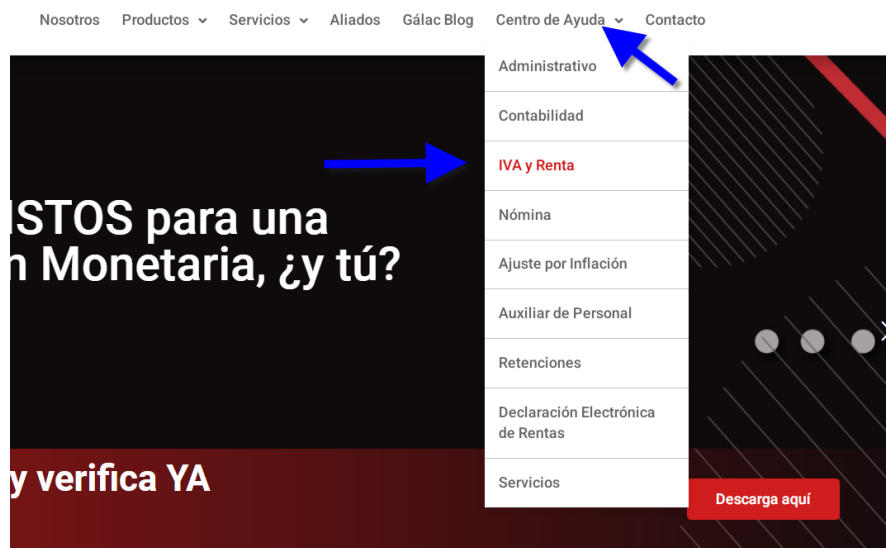 Nosotros Productos Servicios Aliados Gálac Blog Centro de Ayuda Contacto
Administrativo
Contabilidad
IVA y Renta
Nómina
Ajuste por Inflación
Auxiliar de Personal
Retenciones
Declaración Electrónica
de Rentas
Servicios
ISTOS para una
n Monetaria, ¿y tú?
y verifica YA
Descarga aquí